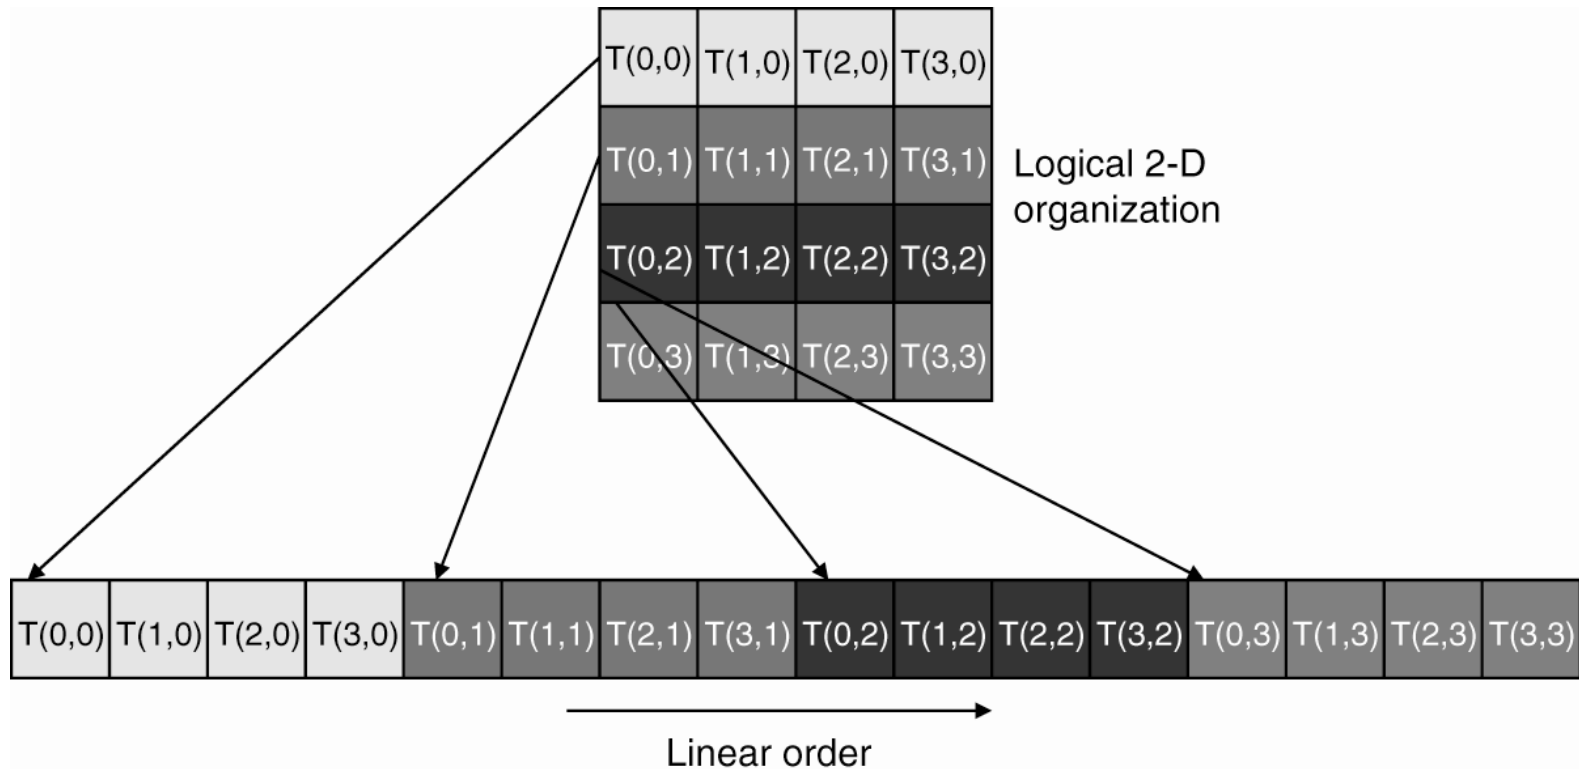 T(0,0) T(1,0) T(2,0) T(3,0)
T(0,1) T(1,1) T(2,1) T(3,1)
Logical 2-D
organization
T(0,2) T(1,2) T(2,2) T(3,2)
T(0,3) T(1,3) T(2,3) T(3,3)
T(0,0) T(1,0) T(2,0) T(3,0) T(0,1) T(1,1) T(2,1) T(3,1) T(0,2) T(1,2) T(2,2) T(3,2) T(0,3) T(1,3) T(2,3) T(3,3)
Linear order